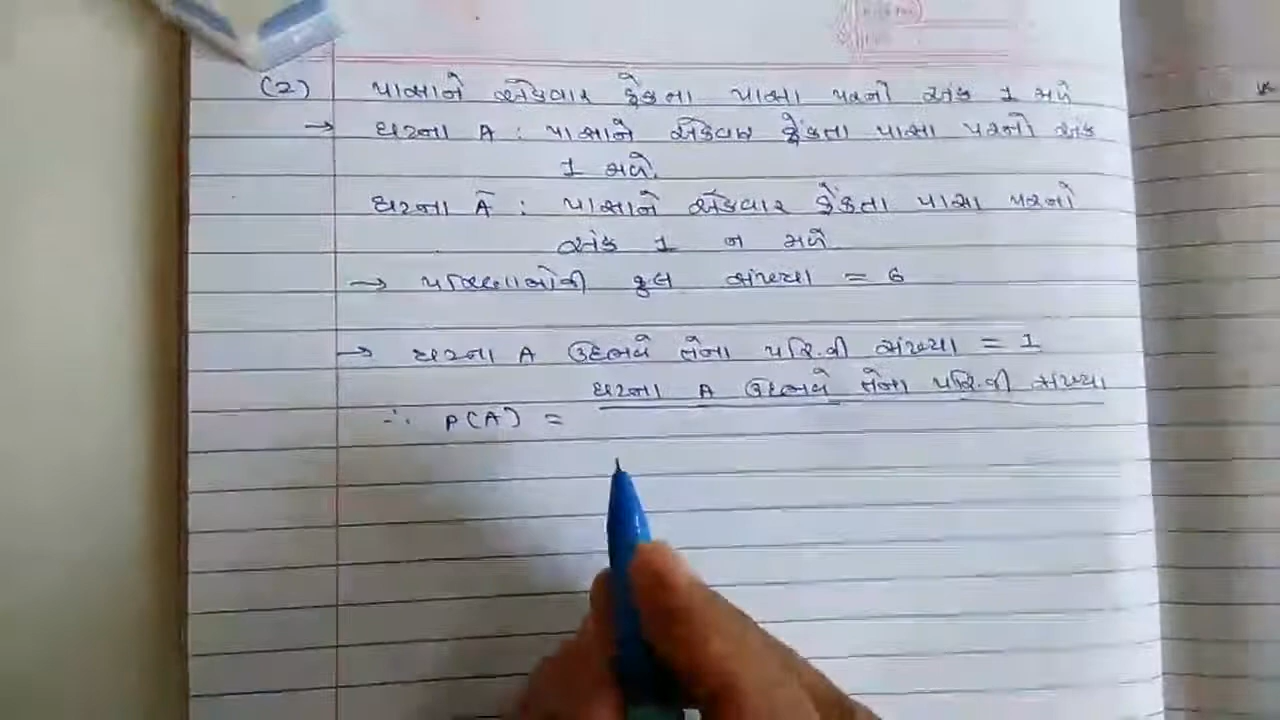 (2) પાસાને એકવાર ફેંકતા પાસા પરનો અંક 1 મળે
→ ઘટના A : પાસાને એકવાર ફેંકતા પાસા પરનો અંક
1 મળે.
ઘટના Ā : પાસાને એકવાર ફેંકતા પાસા પરનો
અંક 1 ન મળે
→ પરિણામોની કુલ સંખ્યા = 6
→ ઘટના A ઉદ્ભવે તેના પરિ.ની સંખ્યા = 1
ઘટના A ઉદ્ભવે તેના પરિ.ની સંખ્યા
∴ P(A) =